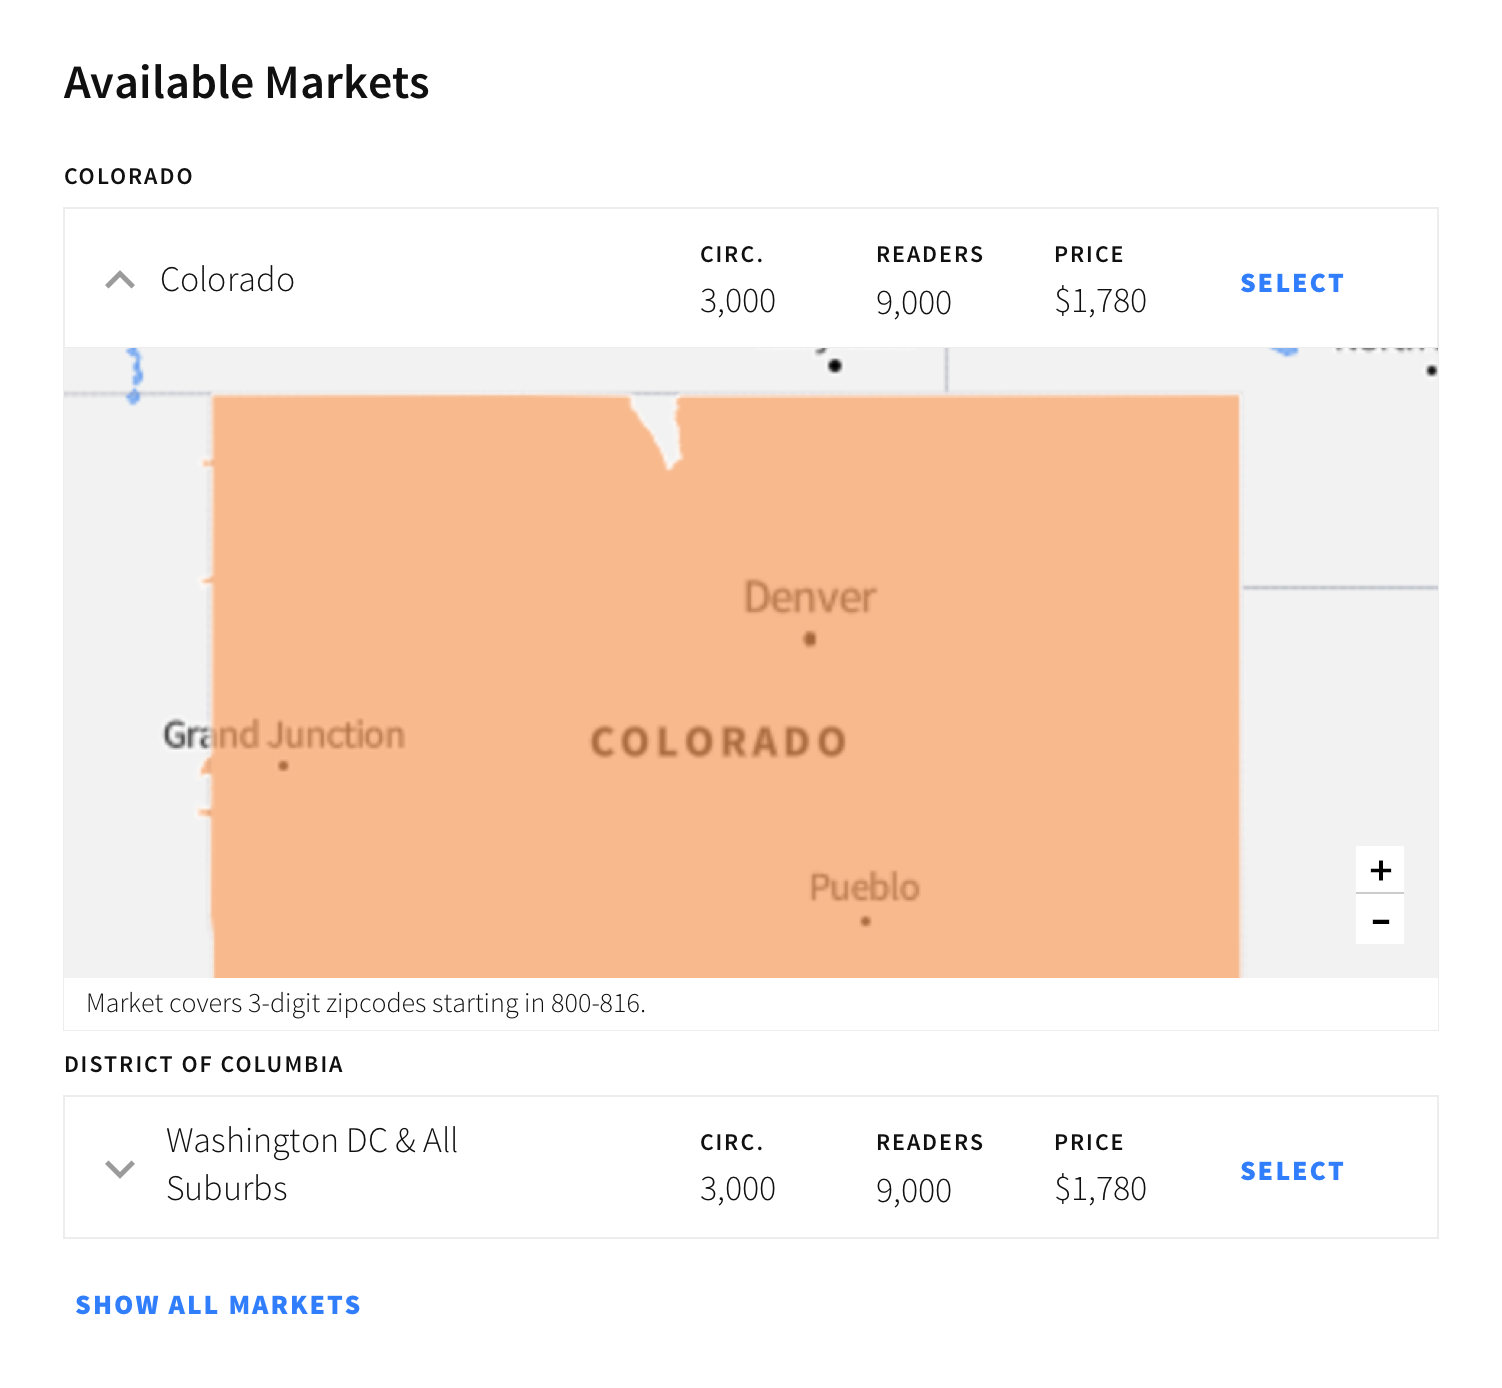 Available Markets
COLORADO
Colorado
CIRC.
3,000
READERS
9,000
PRICE
$1,780
SELECT
Denver
Grand Junction
COLORADO
Pueblo
+
-
Market covers 3-digit zipcodes starting in 800-816.
DISTRICT OF COLUMBIA
Washington DC & All
Suburbs
CIRC.
3,000
READERS
9,000
PRICE
$1,780
SELECT
SHOW ALL MARKETS